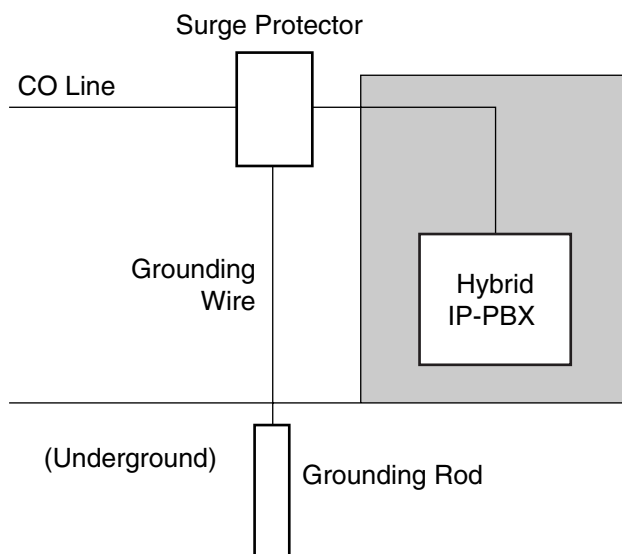 Surge Protector
CO Line
Grounding
Wire
Hybrid
IP-PBX
(Underground)
Grounding Rod